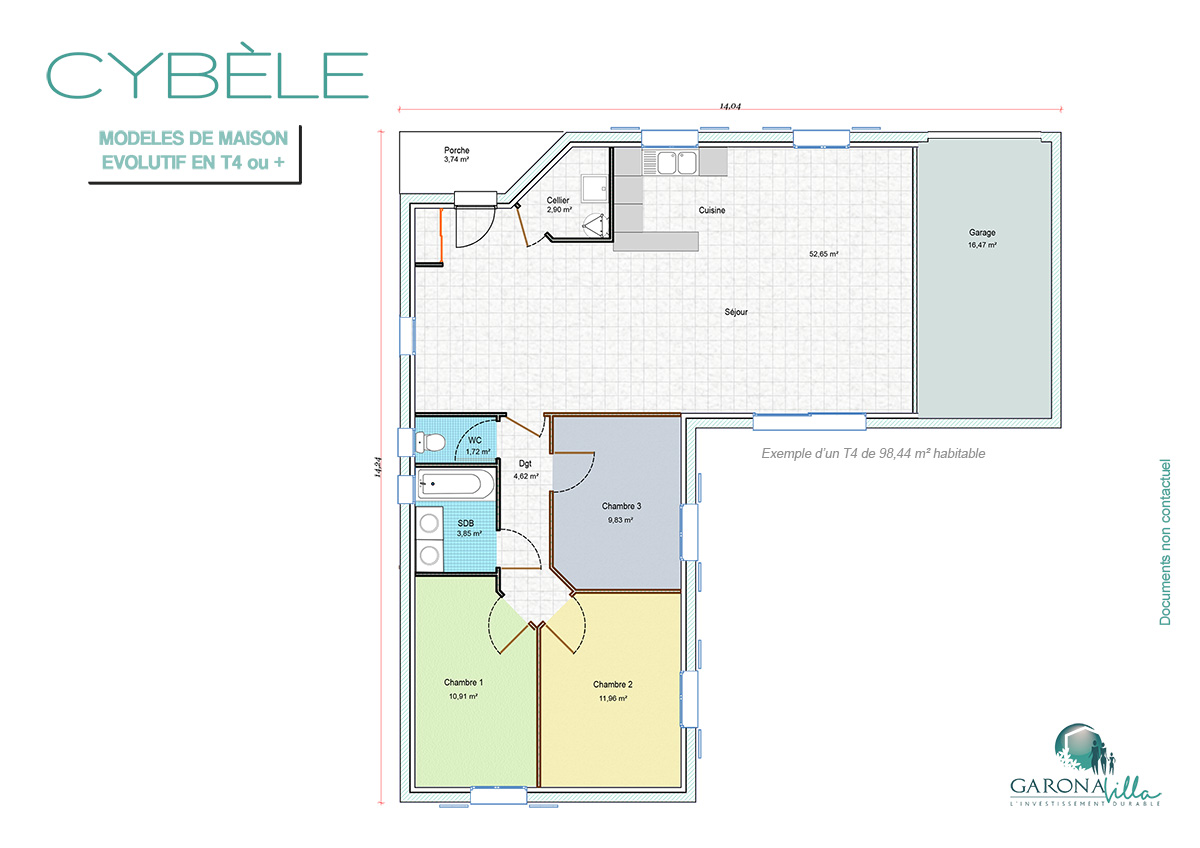 CYBÈLE
MODELES DE MAISON
EVOLUTIF EN T4 ou +
14,04
Porche
3,74 m²
Cellier
2,90 m²
Cuisine
52,65 m²
Garage
16,47 m²
Séjour
14,24
WC
1,72 m²
Dgt
4,62 m²
Exemple d'un T4 de 98,44 m² habitable
Chambre 3
9,83 m²
SDB
3,85 m²
Chambre 1
10,91 m²
Chambre 2
11,96 m²
Documents non contactuel
GARONA Villa
L'INVESTISSEMENT DURABLE